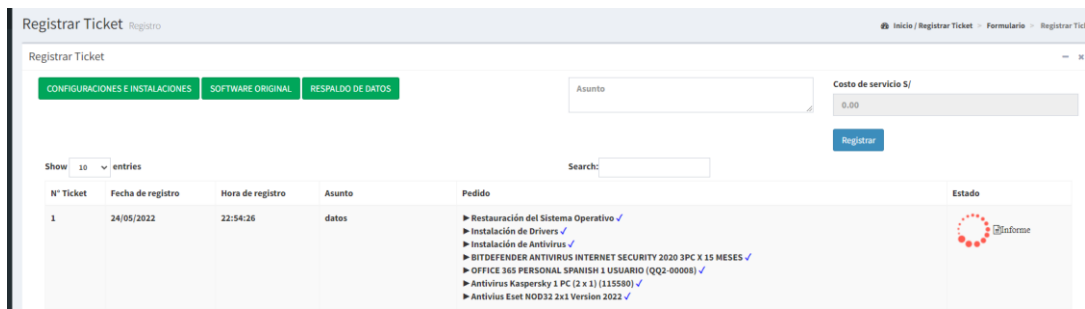 Registrar Ticket Registro
Inicio / Registrar Ticket > Formulario > Registrar Tic
Registrar Ticket
CONFIGURACIONES E INSTALACIONES SOFTWARE ORIGINAL RESPALDO DE DATOS
Asunto
Costo de servicio S/
0.00
Registrar
Show 10 entries
Search:
N° Ticket Fecha de registro Hora de registro Asunto Pedido Estado
1 24/05/2022 22:54:26 datos
►Restauración del Sistema Operativo ✓
►Instalación de Drivers ✓
►Instalación de Antivirus ✓
►BITDEFENDER ANTIVIRUS INTERNET SECURITY 2020 3PC X 15 MESES ✓
►OFFICE 365 PERSONAL SPANISH 1 USUARIO (QQ2-00008) ✓
►Antivirus Kaspersky 1 PC (2 x 1) (115580) ✓
►Antivius Eset NOD32 2x1 Version 2022 ✓
Informe